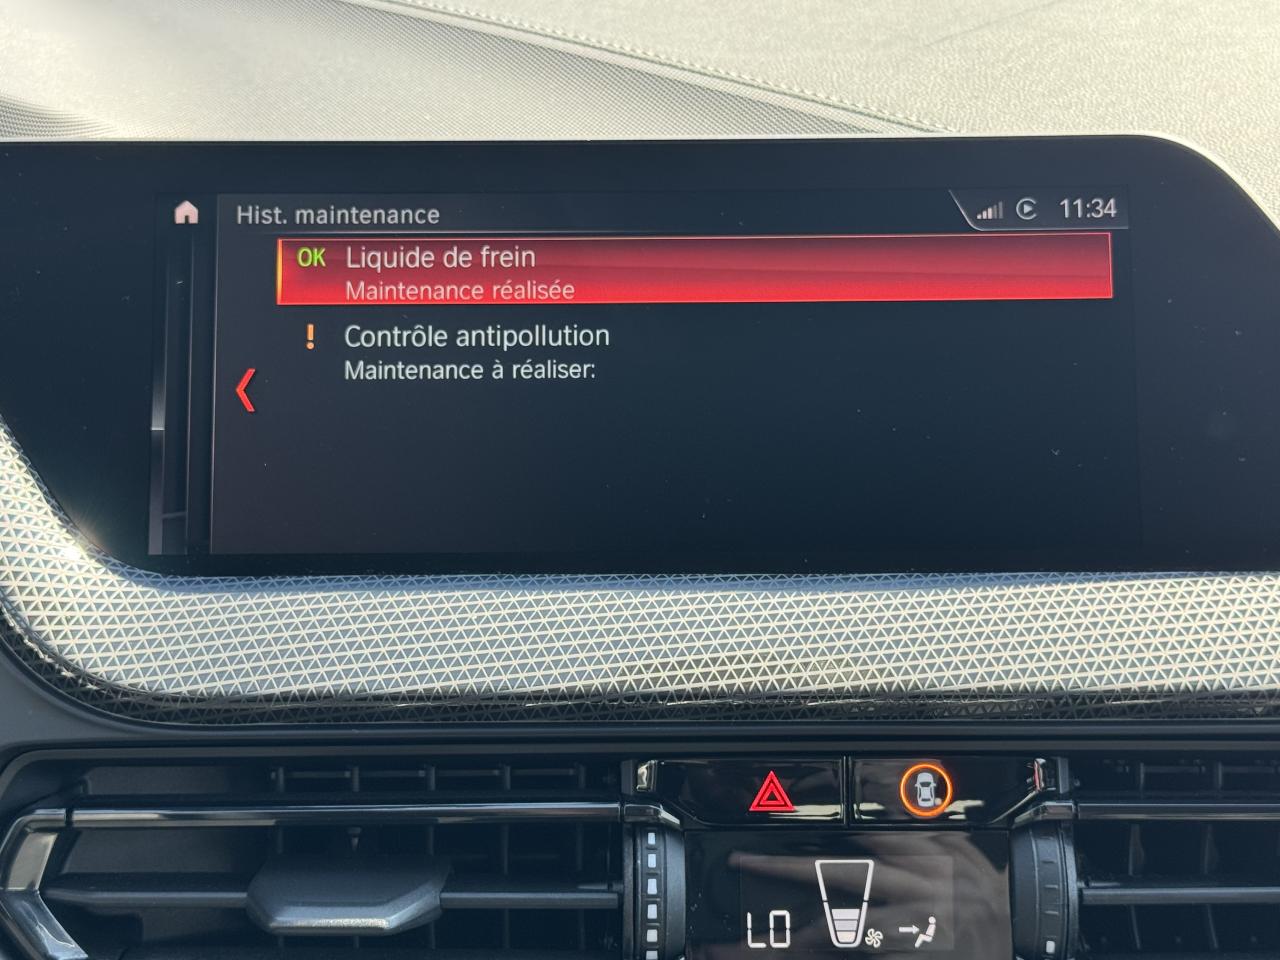 Hist. maintenance
11:34
OK Liquide de frein
Maintenance réalisée
! Contrôle antipollution
Maintenance à réaliser:
LO